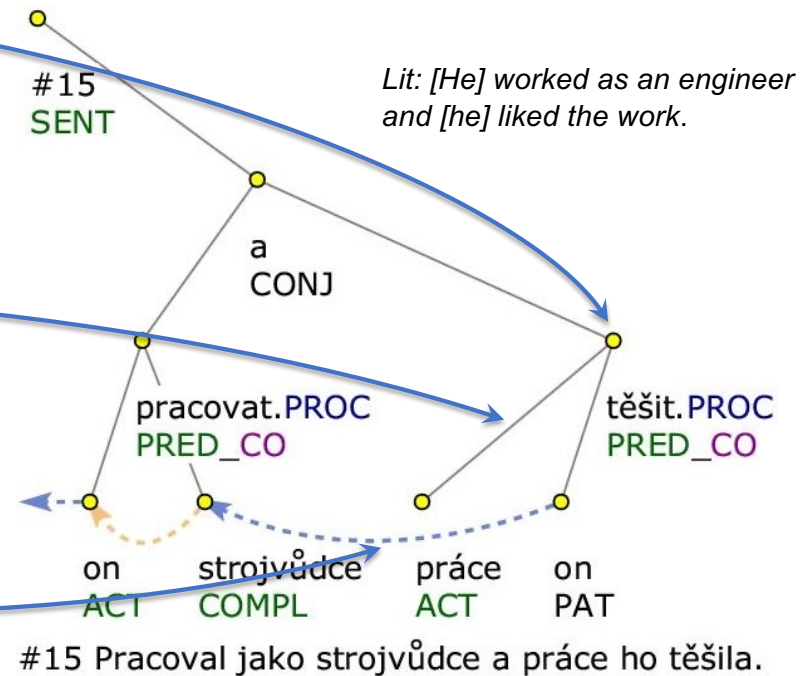 #15
SENT
Lit: [He] worked as an engineer
and [he] liked the work.
a
CONJ
pracovat.PROC
PRED_CO
těšit.PROC
PRED_CO
on
ACT
strojvůdce
COMPL
práce
ACT
on
PAT
#15 Pracoval jako strojvůdce a práce ho těšila.